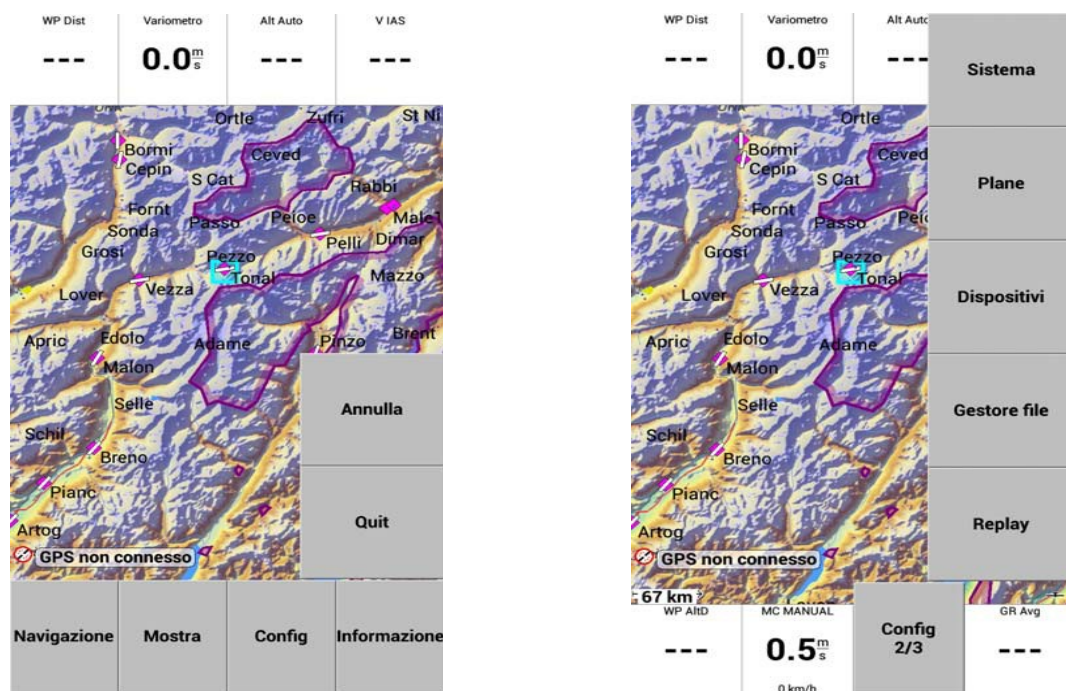 WP Dist Variometro Alt Auto V IAS
--- 0.0 m/s --- ---
Ortle Zufri St Ni
Bormi Ceved
Cepin
S Cat
Rabbi
Fornt Passo Peioe Malet
Sonda Dimar
Grosi Pelli
Pezzo
Tonal Mazzo
Lover Vezza
Apric Edolo Adame Pinzo Brent
Malon
Selle
Annulla
Schil
Breno
Pianc
Quit
Artog
GPS non connesso
Navigazione Mostra Config Informazione
WP Dist Variometro Alt Auto
--- 0.0 m/s ---
Sistema
Ortle
Bormi Ceved
Cepin
S Cat
Plane
Fornt Passo
Sonda
Grosi
Pezzo
Tonal
Lover Vezza
Dispositivi
Apric Edolo Adame
Malon
Selle
Gestore file
Schil
Breno
Pianc
Replay
Artog
GPS non connesso
67 km
WP AltD MC MANUAL GR Avg
Config
2/3
--- 0.5 m/s ---
0 km/h